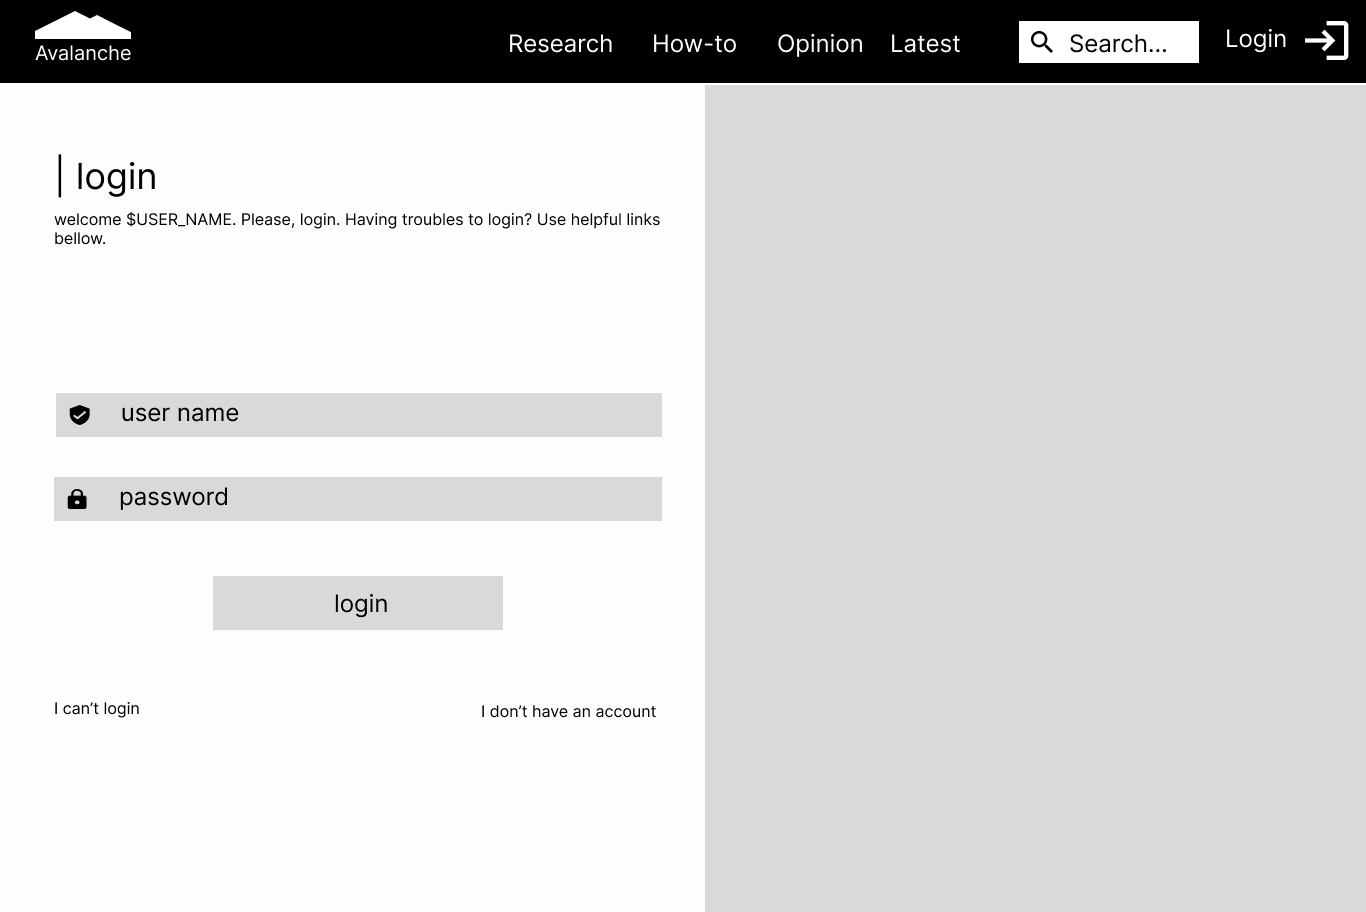 Avalanche
Research How-to Opinion Latest Search... Login
| login
welcome $USER_NAME. Please, login. Having troubles to login? Use helpful links
bellow.
user name
password
login
I can’t login
I don’t have an account